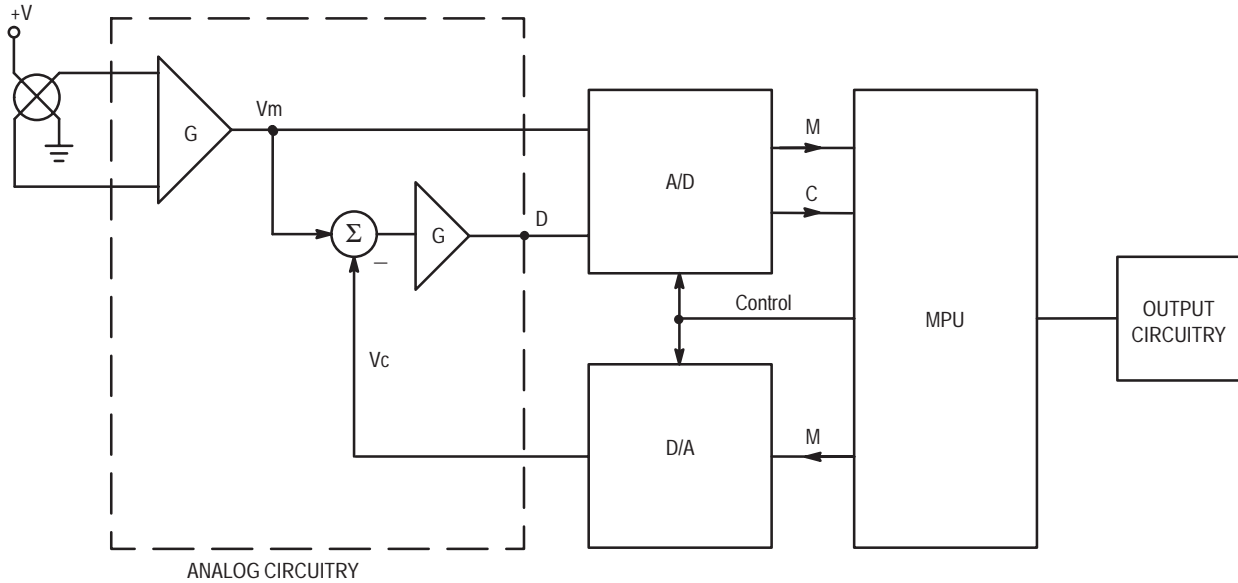 +V
G
Vm
Σ
−
G
D
Vc
A/D
M
C
Control
D/A
M
MPU
OUTPUT
CIRCUITRY
ANALOG CIRCUITRY